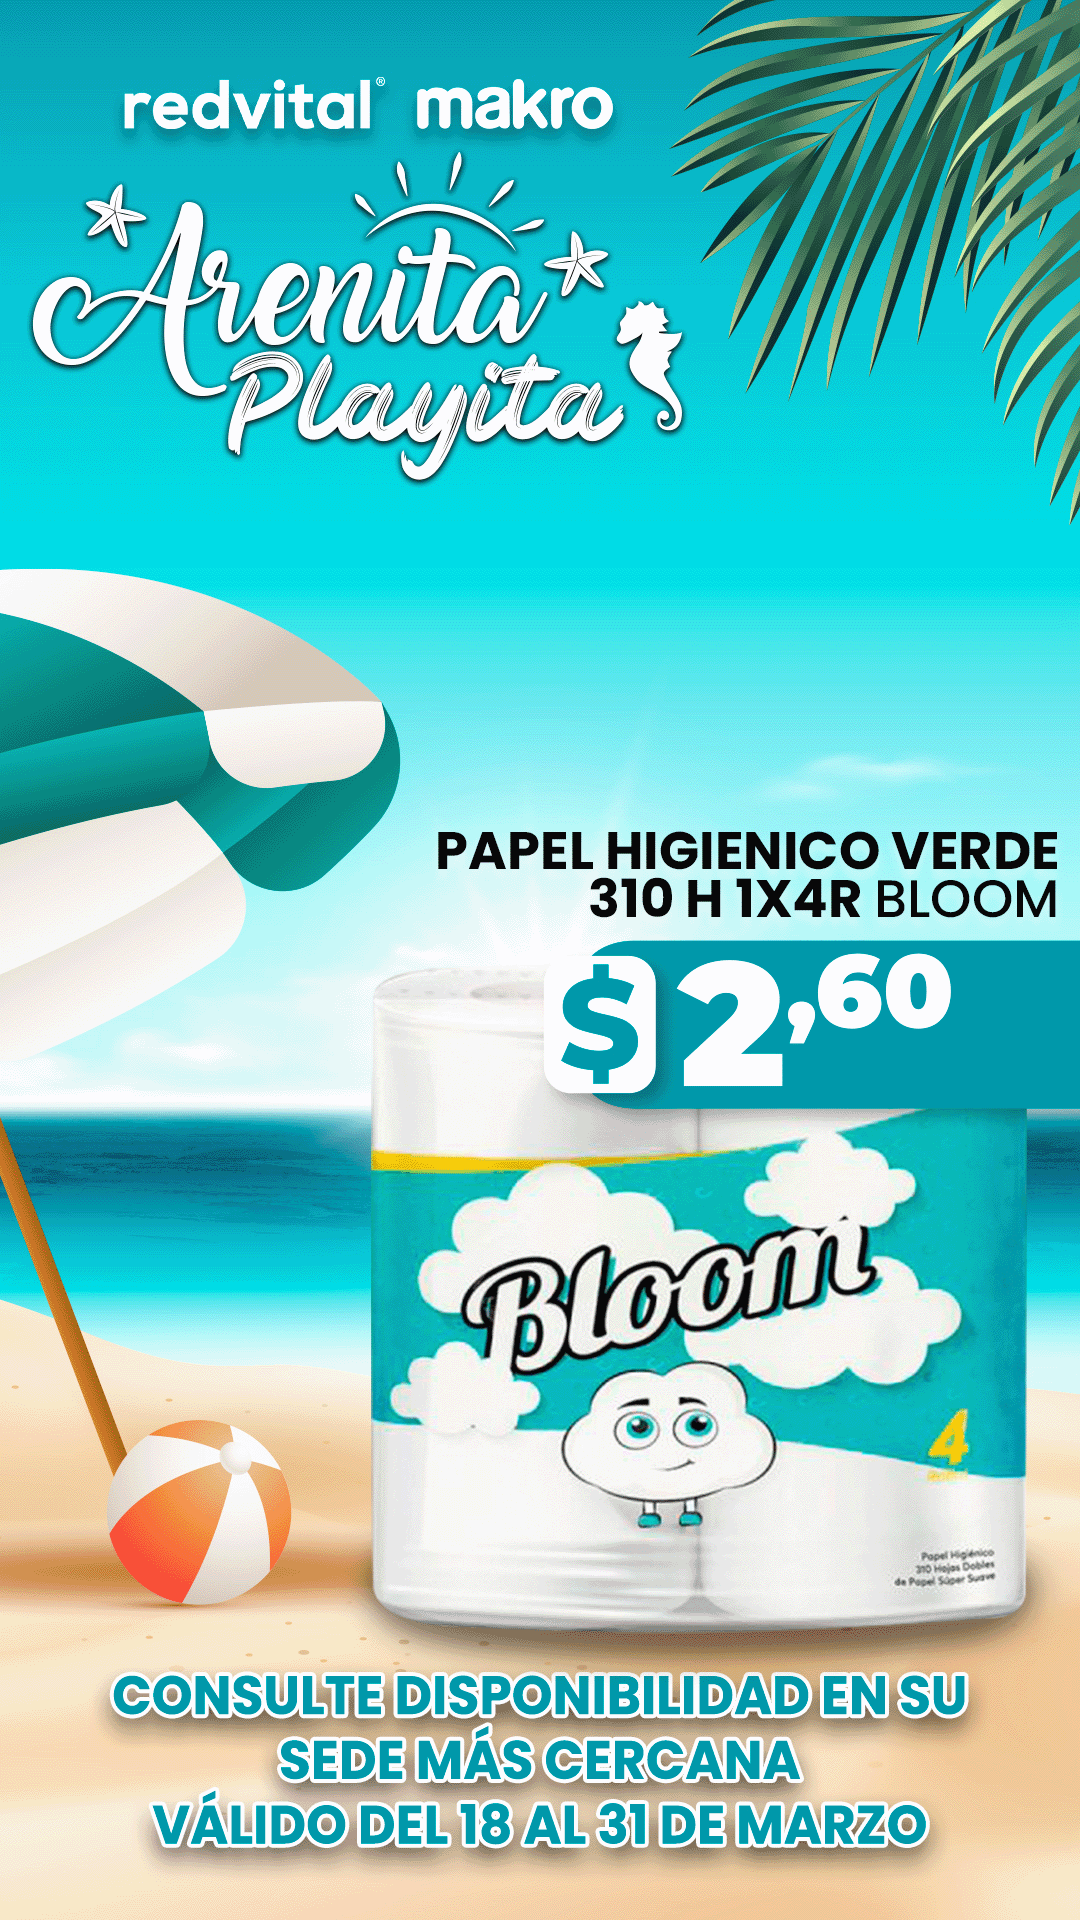 redvital® makro
Arenita
Playita
PAPEL HIGIENICO VERDE
310 H 1X4R BLOOM
$2,60
Bloom
4
Papel Higiénico
310 Hojas Dobles
de Papel Súper Suave
CONSULTE DISPONIBILIDAD EN SU
SEDE MÁS CERCANA
VÁLIDO DEL 18 AL 31 DE MARZO